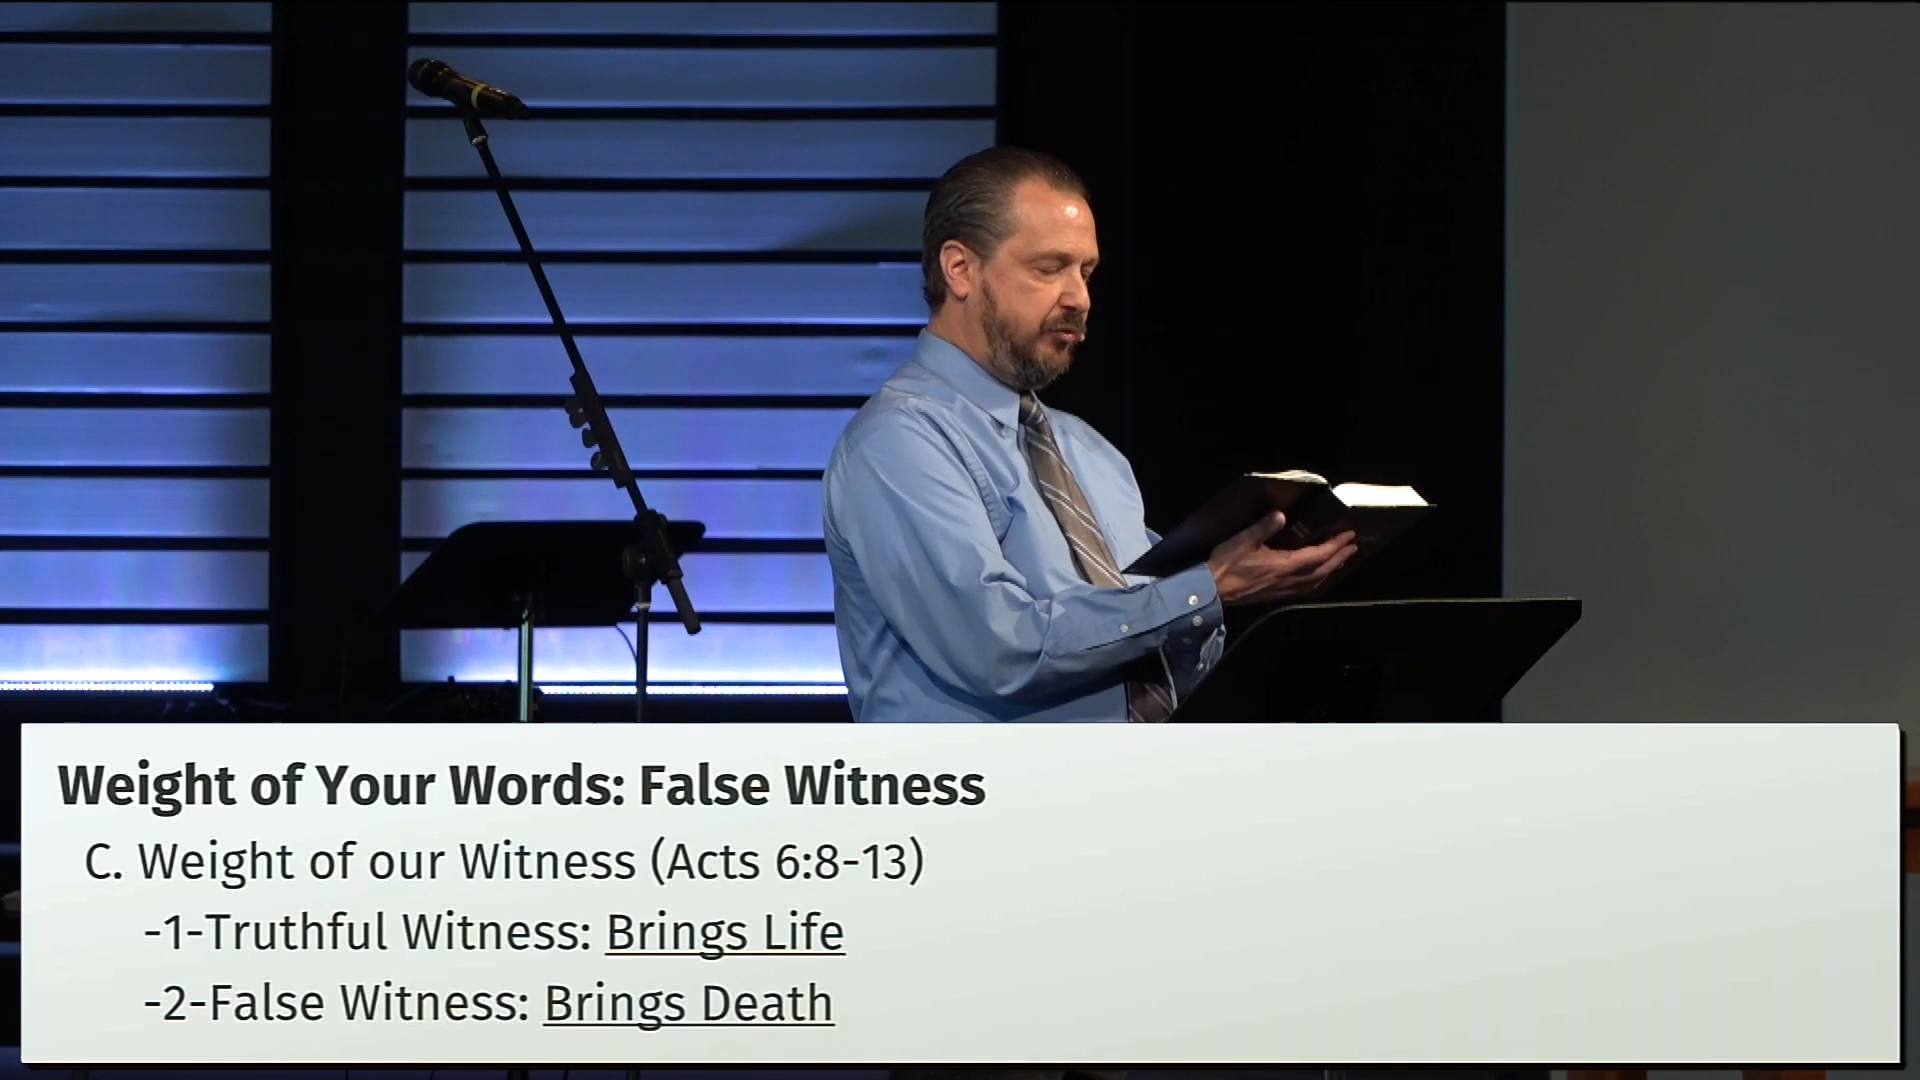 Weight of Your Words: False Witness
C. Weight of our Witness (Acts 6:8-13)
-1-Truthful Witness: Brings Life
-2-False Witness: Brings Death